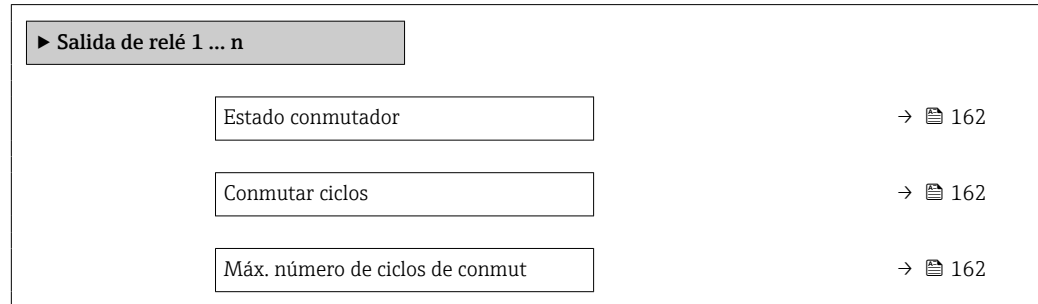 ▶ Salida de relé 1 ... n
Estado conmutador → 162
Conmutar ciclos → 162
Máx. número de ciclos de conmut → 162